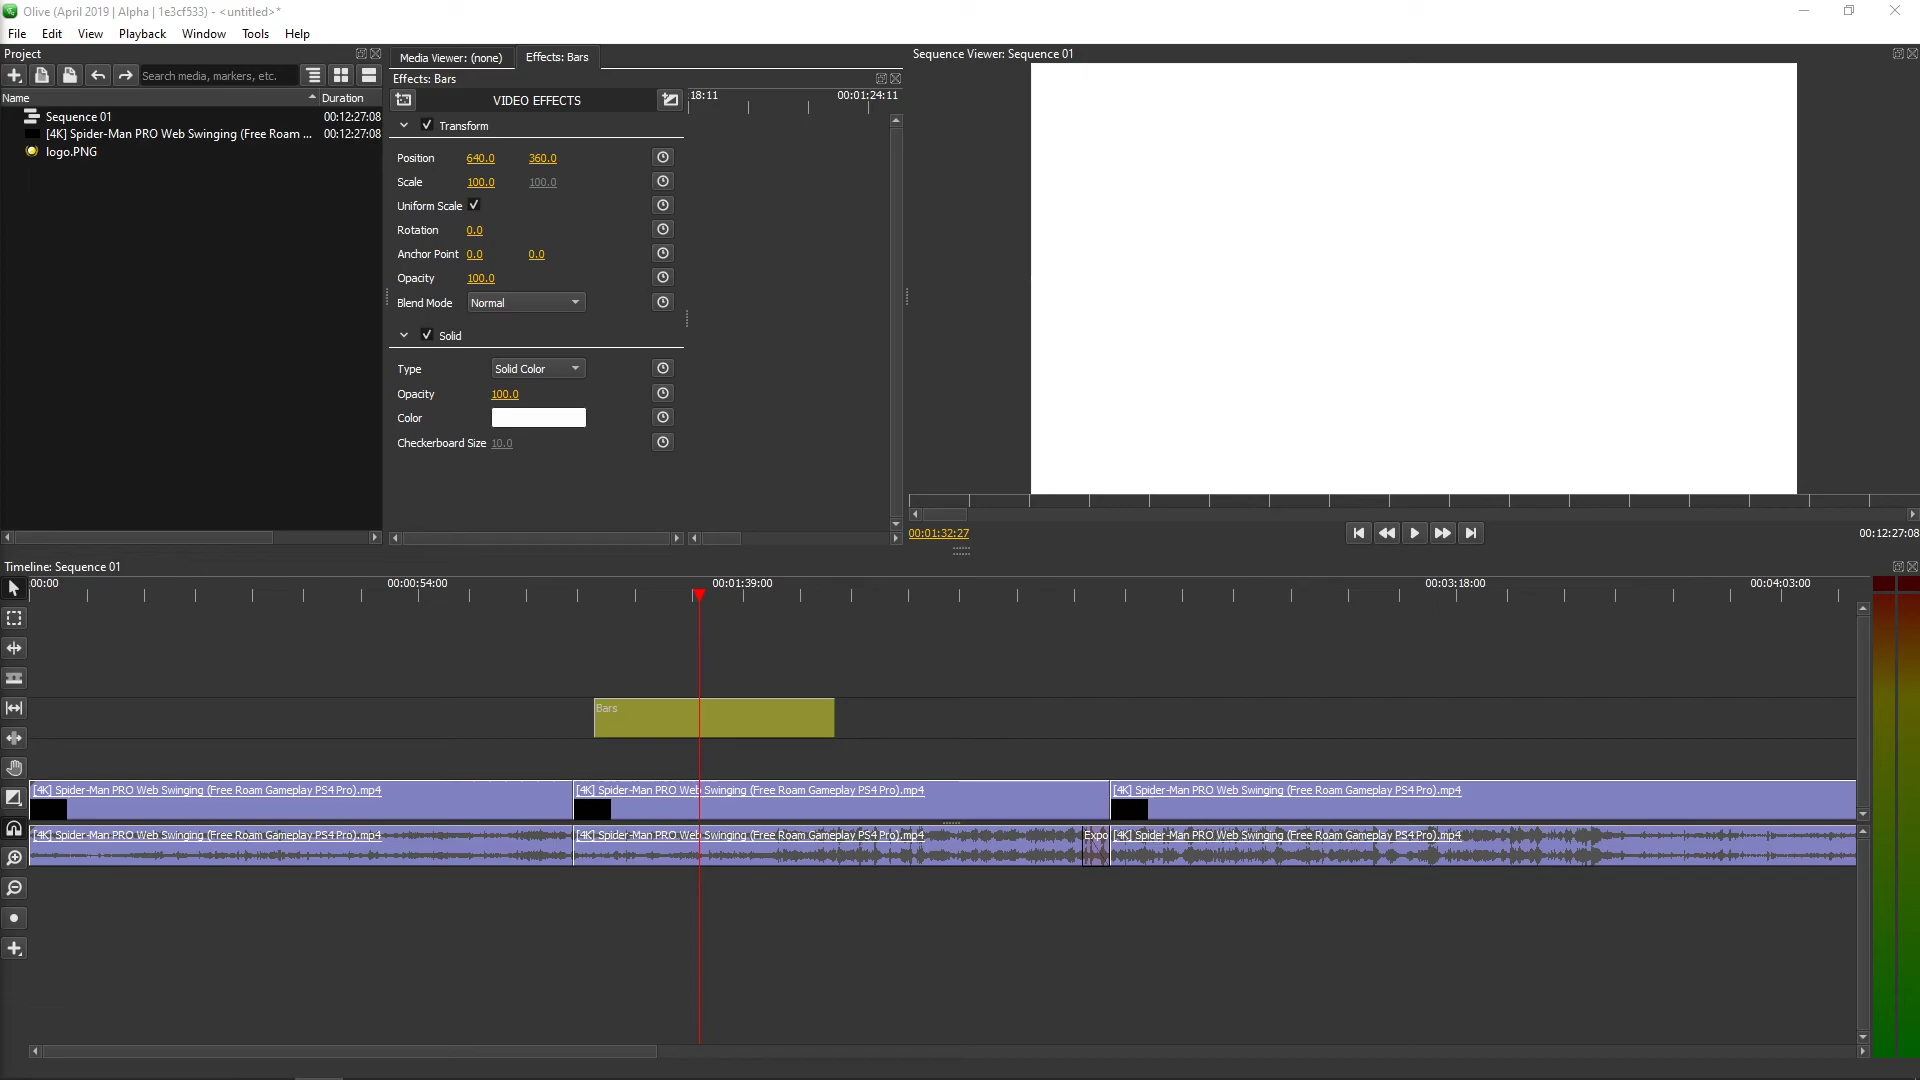 Olive (April 2019 | Alpha | 1e3cf533) - <untitled>*
File Edit View Playback Window Tools Help
Project
Search media, markers, etc.
Name Duration
Sequence 01 00:12:27:08
[4K] Spider-Man PRO Web Swinging (Free Roam ... 00:12:27:08
logo.PNG
Media Viewer: (none) Effects: Bars
Effects: Bars
VIDEO EFFECTS
18:11 00:01:24:11
Transform
Position 640.0 360.0
Scale 100.0 100.0
Uniform Scale
Rotation 0.0
Anchor Point 0.0 0.0
Opacity 100.0
Blend Mode Normal
Solid
Type Solid Color
Opacity 100.0
Color
Checkerboard Size 10.0
Sequence Viewer: Sequence 01
00:01:32:27 00:12:27:08
Timeline: Sequence 01
00:00 00:00:54:00 00:01:39:00 00:03:18:00 00:04:03:00
Bars
[4K] Spider-Man PRO Web Swinging (Free Roam Gameplay PS4 Pro).mp4 [4K] Spider-Man PRO Web Swinging (Free Roam Gameplay PS4 Pro).mp4 [4K] Spider-Man PRO Web Swinging (Free Roam Gameplay PS4 Pro).mp4
[4K] Spider-Man PRO Web Swinging (Free Roam Gameplay PS4 Pro).mp4 [4K] Spider-Man PRO Web Swinging (Free Roam Gameplay PS4 Pro).mp4 Expo [4K] Spider-Man PRO Web Swinging (Free Roam Gameplay PS4 Pro).mp4